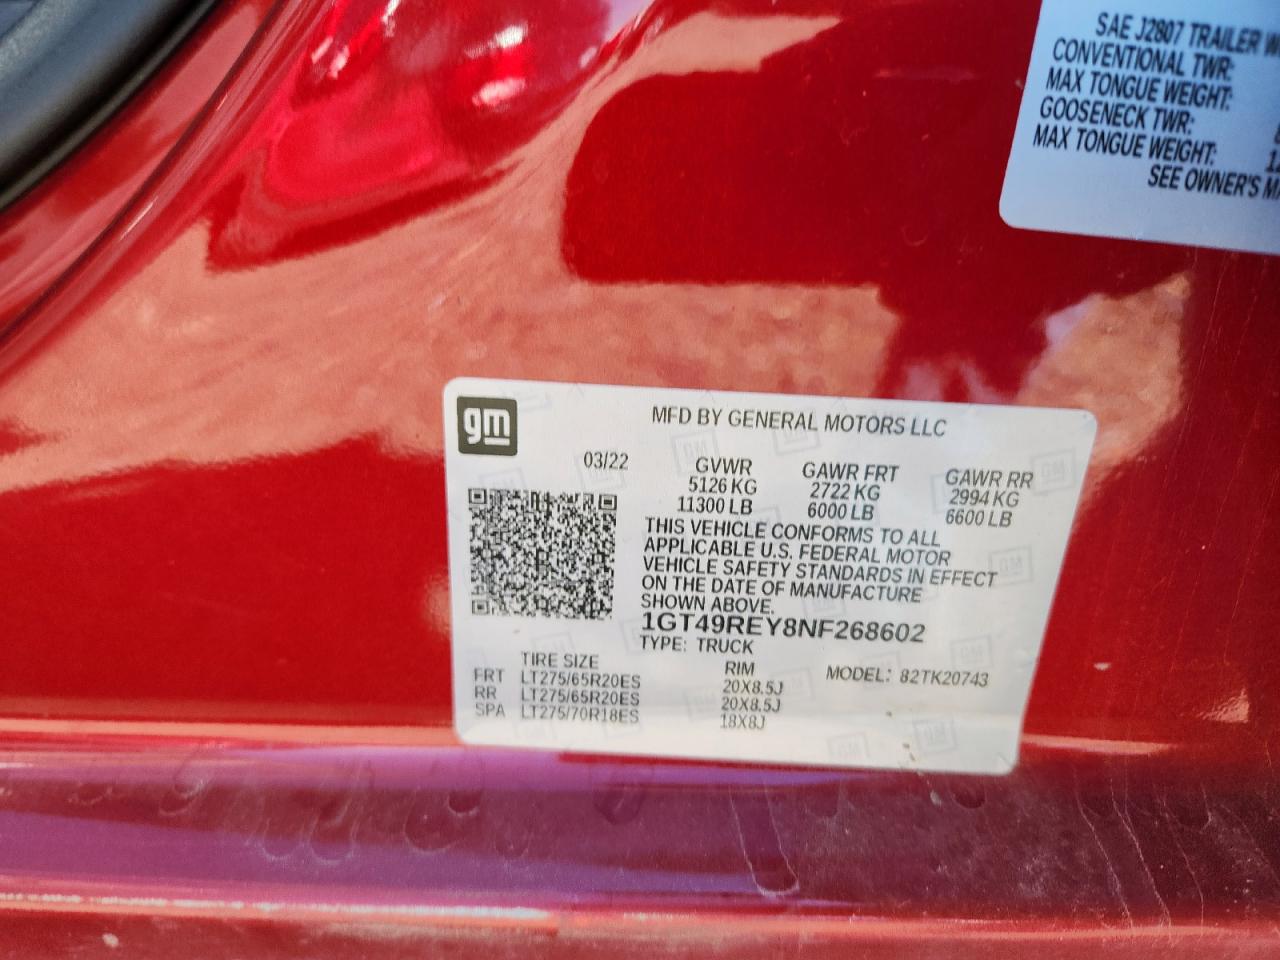 SAE J2807 TRAILER
CONVENTIONAL TWR:
MAX TONGUE WEIGHT:
GOOSENECK TWR:
MAX TONGUE WEIGHT:
SEE OWNER'S
gm
MFD BY GENERAL MOTORS LLC
03/22
GVWR GAWR FRT GAWR RR
5126 KG 2722 KG 2994 KG
11300 LB 6000 LB 6600 LB
THIS VEHICLE CONFORMS TO ALL
APPLICABLE U.S. FEDERAL MOTOR
VEHICLE SAFETY STANDARDS IN EFFECT
ON THE DATE OF MANUFACTURE
SHOWN ABOVE.
1GT49REY8NF268602
TYPE: TRUCK
TIRE SIZE RIM MODEL: 82TK20743
FRT LT275/65R20ES 20X8.5J
RR LT275/65R20ES 20X8.5J
SPA LT275/70R18ES 18X8J